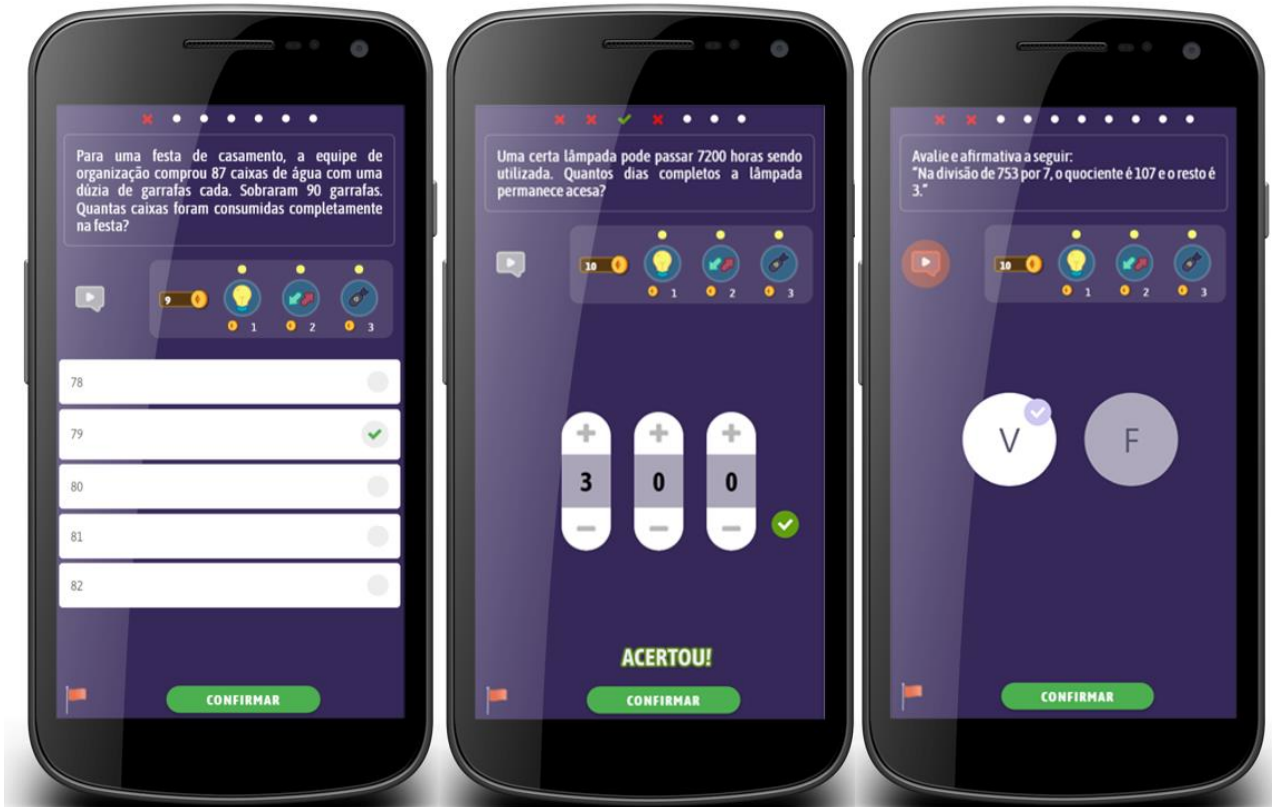 Para uma festa de casamento, a equipe de
organização comprou 87 caixas de água com uma
dúzia de garrafas cada. Sobraram 90 garrafas.
Quantas caixas foram consumidas completamente
na festa?
9
1 2 3
78
79
80
81
82
CONFIRMAR
Uma certa lâmpada pode passar 7200 horas sendo
utilizada. Quantos dias completos a lâmpada
permanece acesa?
10
1 2 3
3 0 0
ACERTOU!
CONFIRMAR
Avalie e afirmativa a seguir:
"Na divisão de 753 por 7, o quociente é 107 e o resto é
3."
10
1 2 3
V F
CONFIRMAR